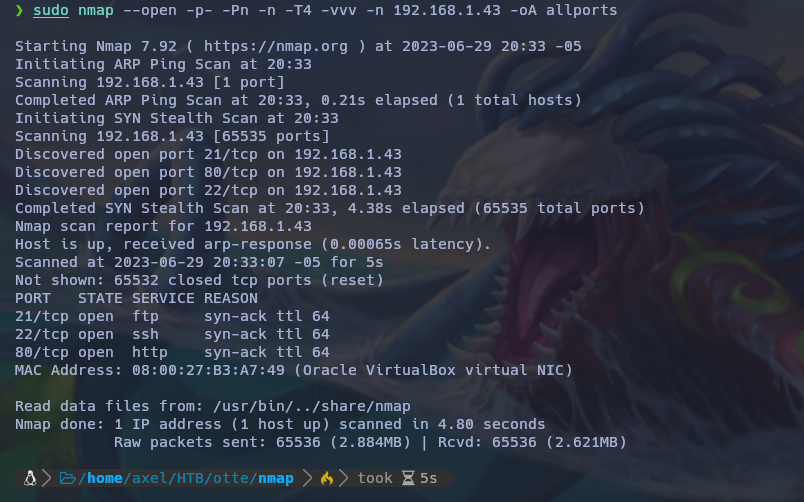 ❯ sudo nmap --open -p- -Pn -n -T4 -vvv -n 192.168.1.43 -oA allports
Starting Nmap 7.92 ( https://nmap.org ) at 2023-06-29 20:33 -05
Initiating ARP Ping Scan at 20:33
Scanning 192.168.1.43 [1 port]
Completed ARP Ping Scan at 20:33, 0.21s elapsed (1 total hosts)
Initiating SYN Stealth Scan at 20:33
Scanning 192.168.1.43 [65535 ports]
Discovered open port 21/tcp on 192.168.1.43
Discovered open port 80/tcp on 192.168.1.43
Discovered open port 22/tcp on 192.168.1.43
Completed SYN Stealth Scan at 20:33, 4.38s elapsed (65535 total ports)
Nmap scan report for 192.168.1.43
Host is up, received arp-response (0.00065s latency).
Scanned at 2023-06-29 20:33:07 -05 for 5s
Not shown: 65532 closed tcp ports (reset)
PORT   STATE SERVICE REASON
21/tcp open  ftp     syn-ack ttl 64
22/tcp open  ssh     syn-ack ttl 64
80/tcp open  http    syn-ack ttl 64
MAC Address: 08:00:27:B3:A7:49 (Oracle VirtualBox virtual NIC)
Read data files from: /usr/bin/../share/nmap
Nmap done: 1 IP address (1 host up) scanned in 4.80 seconds
           Raw packets sent: 65536 (2.884MB) | Rcvd: 65536 (2.621MB)
/home/axel/HTB/otte/nmap took 5s